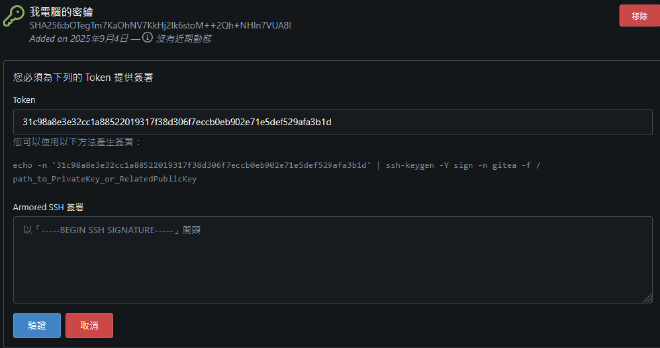 我電腦的密鑰
SHA256:bOTegTm7KaOhNV7KkHj2Ik6stoM++2Qh+NHIn7VUA8I
Added on 2025年9月4日 — 沒有近期動態
移除
您必須為下列的 Token 提供簽署
Token
31c98a8e3e32cc1a88522019317f38d306f7eccb0eb902e71e5def529afa3b1d
您可以使用以下方法產生簽署：
echo -n '31c98a8e3e32cc1a88522019317f38d306f7eccb0eb902e71e5def529afa3b1d' | ssh-keygen -Y sign -n gitea -f /
path_to_PrivateKey_or_RelatedPublicKey
Armored SSH 簽署
以「-----BEGIN SSH SIGNATURE-----」開頭
驗證
取消